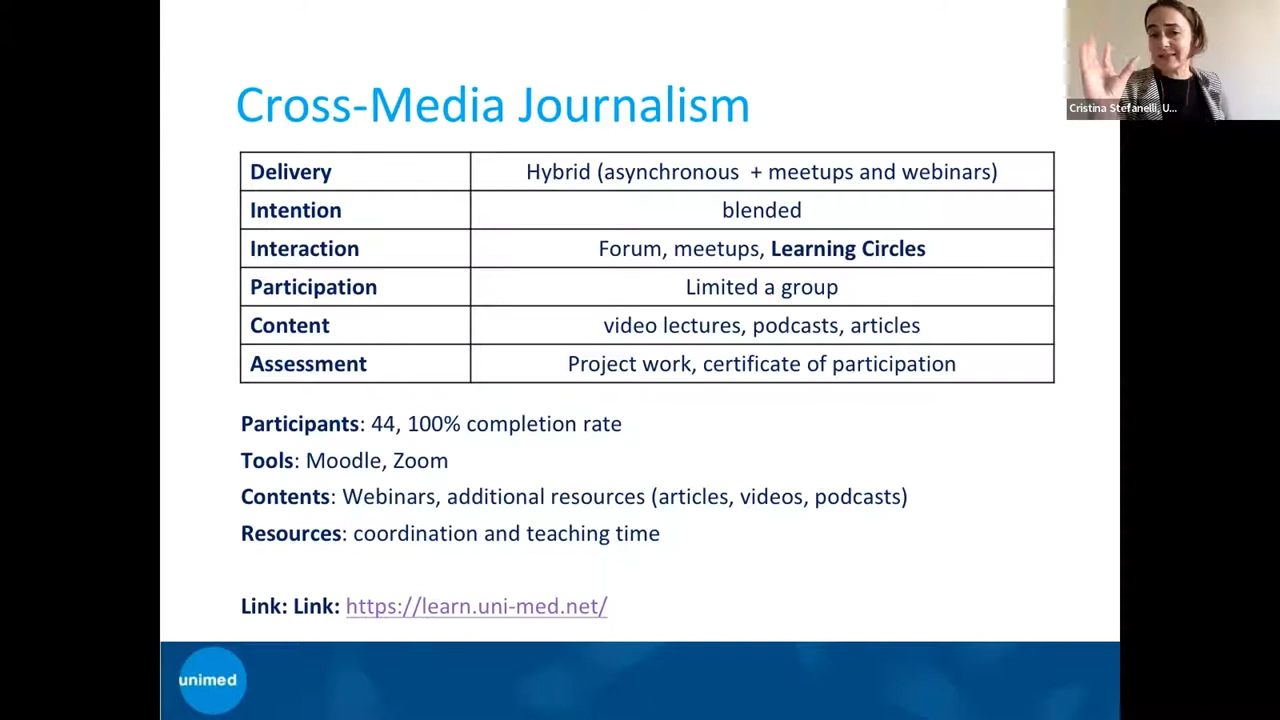 Cristina Stefanelli, U...
Cross-Media Journalism
Delivery Hybrid (asynchronous + meetups and webinars)
Intention blended
Interaction Forum, meetups, Learning Circles
Participation Limited a group
Content video lectures, podcasts, articles
Assessment Project work, certificate of participation
Participants: 44, 100% completion rate
Tools: Moodle, Zoom
Contents: Webinars, additional resources (articles, videos, podcasts)
Resources: coordination and teaching time
Link: Link: https://learn.uni-med.net/
unimed